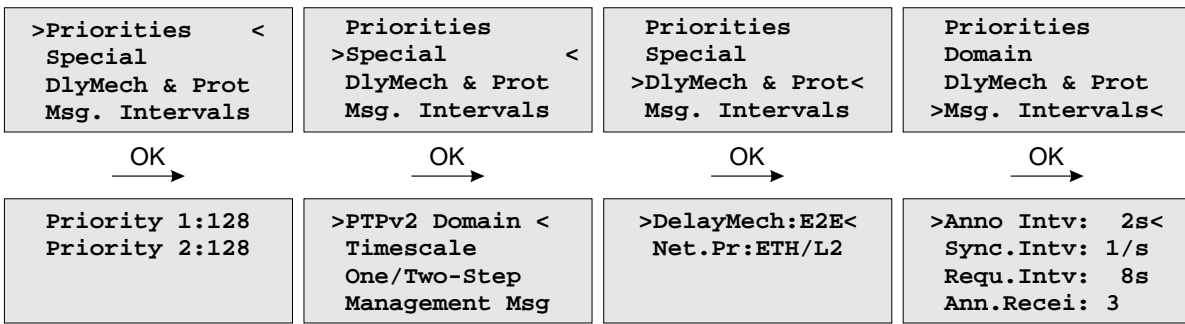 >Priorities <
Special
DlyMech & Prot
Msg. Intervals
Priorities
>Special <
DlyMech & Prot
Msg. Intervals
Priorities
Special
>DlyMech & Prot<
Msg. Intervals
Priorities
Domain
DlyMech & Prot
>Msg. Intervals<
OK
OK
OK
OK
Priority 1:128
Priority 2:128
>PTPv2 Domain <
Timescale
One/Two-Step
Management Msg
>DelayMech:E2E<
Net.Pr:ETH/L2
>Anno Intv: 2s<
Sync.Intv: 1/s
Requ.Intv: 8s
Ann.Recei: 3